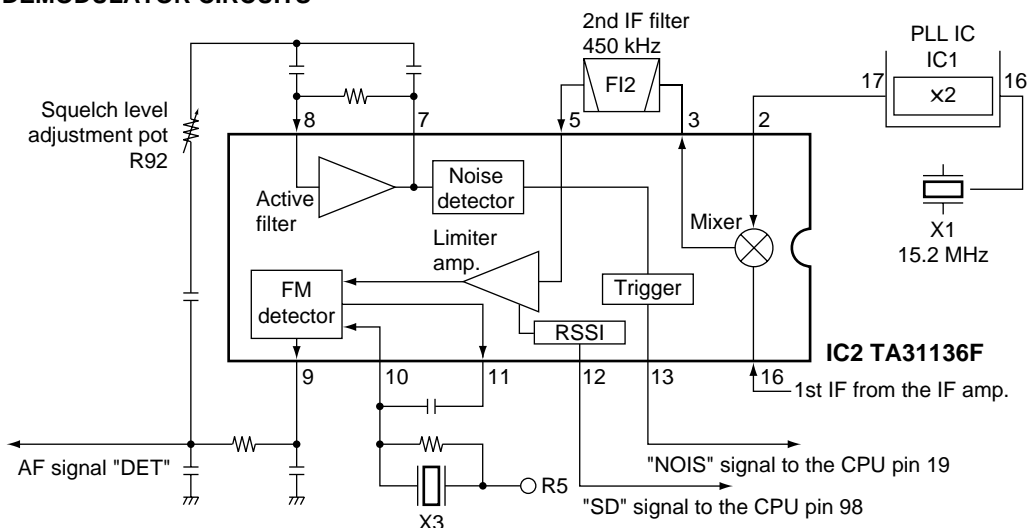 DEMODULATOR CIRCUITS
2nd IF filter
450 kHz
PLL IC
IC1
FI2
17
16
×2
Squelch level
adjustment pot
R92
8
7
5
3
2
Active
filter
Noise
detector
Mixer
X1
15.2 MHz
Limiter
amp.
FM
detector
Trigger
RSSI
IC2 TA31136F
9
10
11
12
13
16
1st IF from the IF amp.
AF signal "DET"
"NOIS" signal to the CPU pin 19
R5
"SD" signal to the CPU pin 98
X3